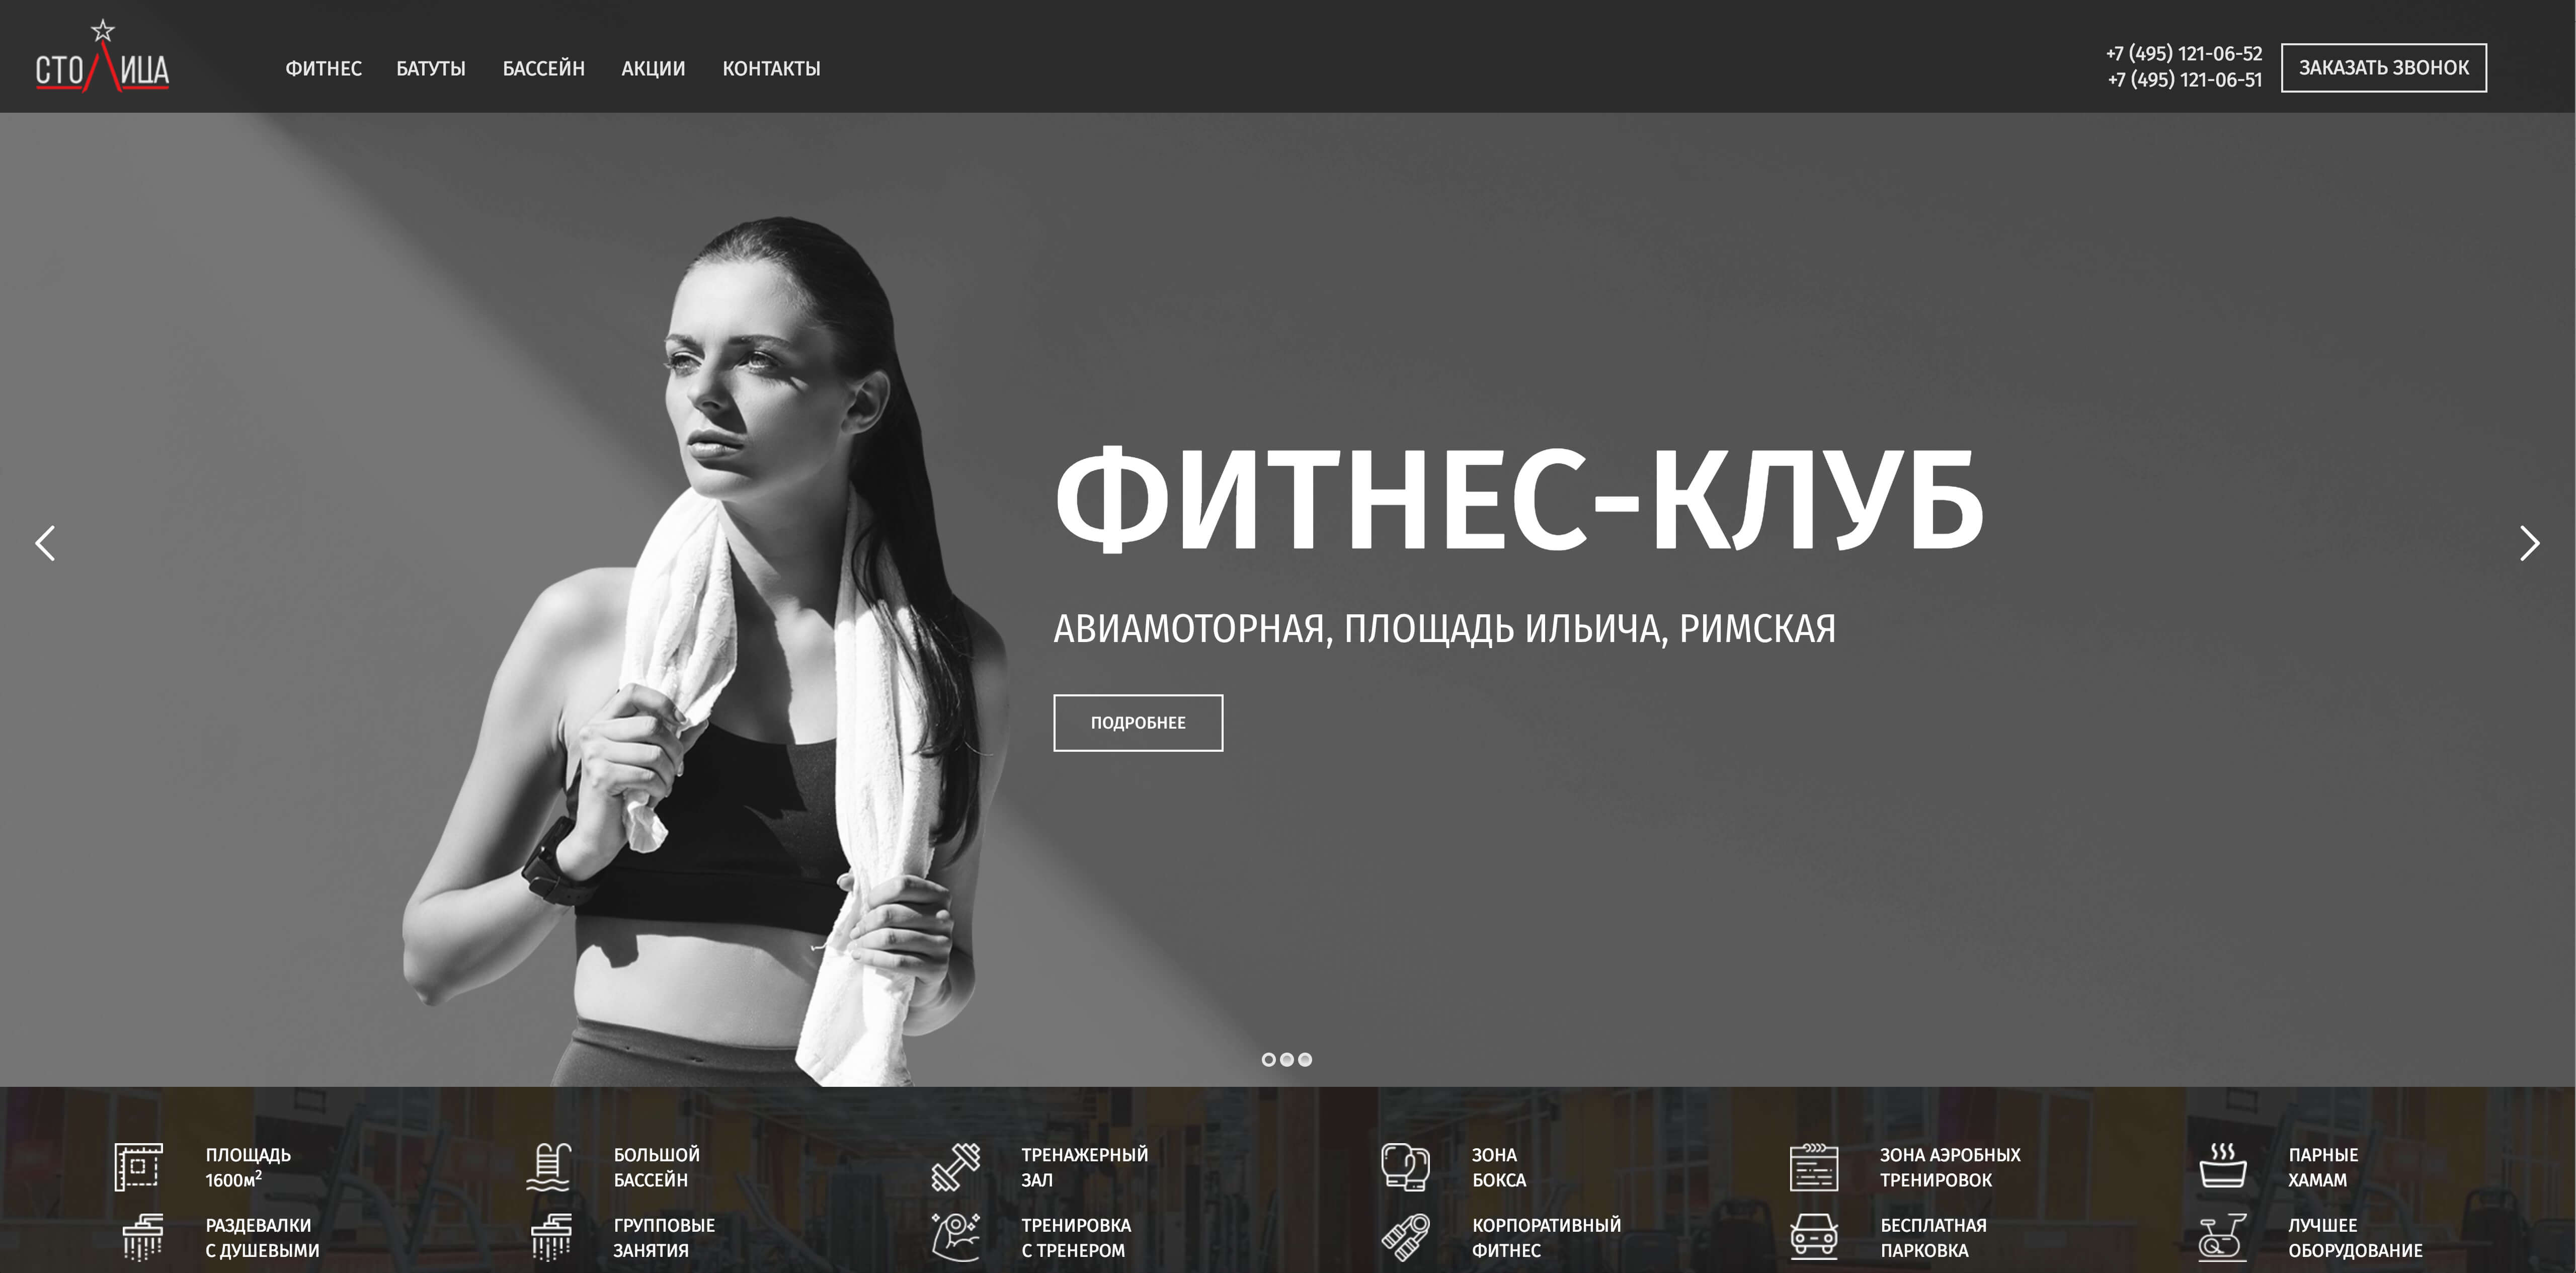 СТОЛИЦА
ФИТНЕС БАТУТЫ БАССЕЙН АКЦИИ КОНТАКТЫ
+7 (495) 121-06-52
+7 (495) 121-06-51
ЗАКАЗАТЬ ЗВОНОК
ФИТНЕС-КЛУБ
АВИАМОТОРНАЯ, ПЛОЩАДЬ ИЛЬИЧА, РИМСКАЯ
ПОДРОБНЕЕ
ПЛОЩАДЬ
1600м²
БОЛЬШОЙ
БАССЕЙН
ТРЕНАЖЕРНЫЙ
ЗАЛ
ЗОНА
БОКСА
ЗОНА АЭРОБНЫХ
ТРЕНИРОВОК
ПАРНЫЕ
ХАМАМ
РАЗДЕВАЛКИ
С ДУШЕВЫМИ
ГРУППОВЫЕ
ЗАНЯТИЯ
ТРЕНИРОВКА
С ТРЕНЕРОМ
КОРПОРАТИВНЫЙ
ФИТНЕС
БЕСПЛАТНАЯ
ПАРКОВКА
ЛУЧШЕЕ
ОБОРУДОВАНИЕ